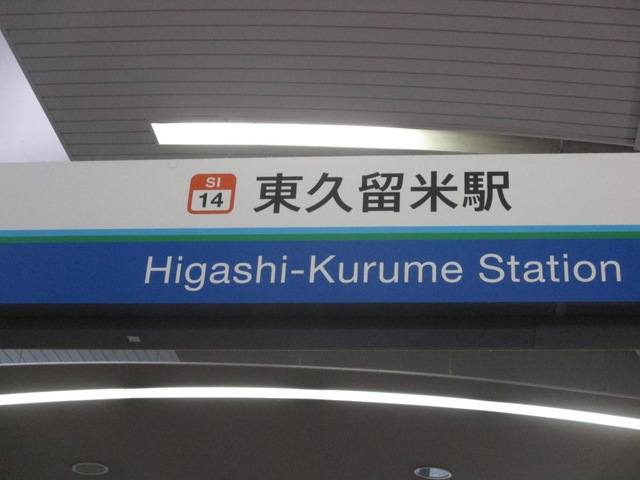 SI
14
東久留米駅
Higashi-Kurume Station